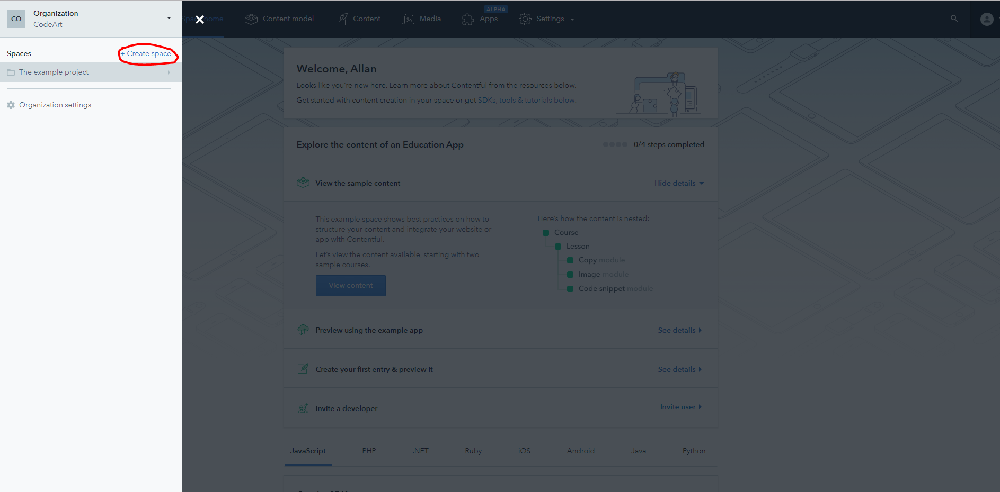 CO
Organization
CodeArt
Space home
Content model
Content
Media
ALPHA
Apps
Settings
Spaces
+ Create space
The example project
Organization settings
Welcome, Allan
Looks like you're new here. Learn more about Contentful from the resources below.
Get started with content creation in your space or get SDKs, tools & tutorials below.
Explore the content of an Education App
0/4 steps completed
View the sample content
Hide details
This example space shows best practices on how to
structure your content and integrate your website or
app with Contentful.
Let's view the content available, starting with two
sample courses.
View content
Here's how the content is nested:
Course
Lesson
Copy module
Image module
Code snippet module
Preview using the example app
See details
Create your first entry & preview it
See details
Invite a developer
Invite user
JavaScript
PHP
.NET
Ruby
iOS
Android
Java
Python